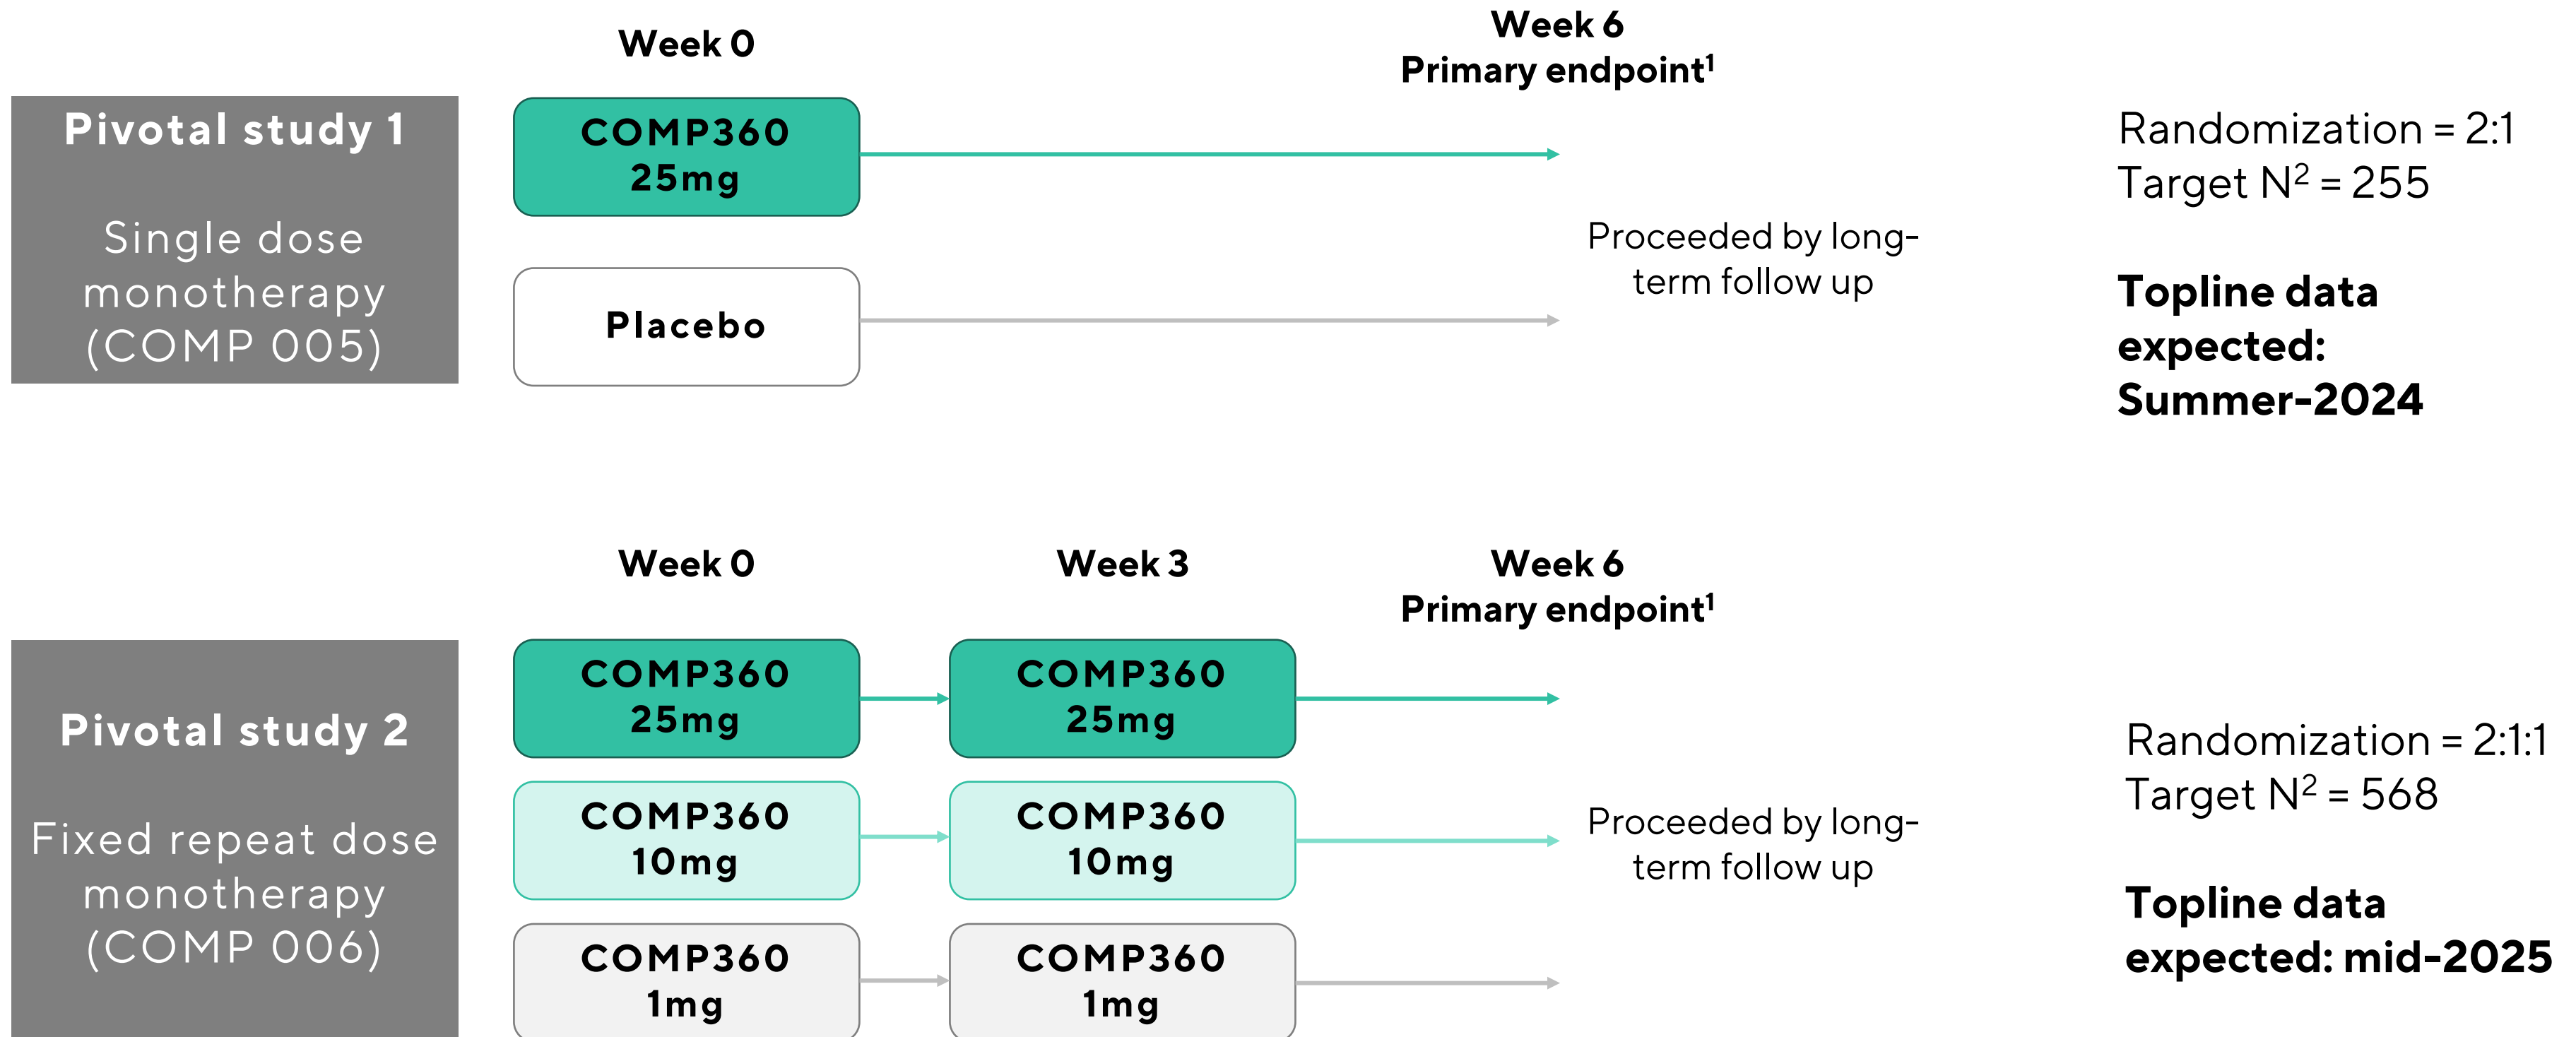 Week 0
Week 6
Primary endpoint¹
Pivotal study 1
Single dose
monotherapy
(COMP 005)
COMP360
25mg
Placebo
Proceeded by long-
term follow up
Randomization = 2:1
Target N² = 255
Topline data
expected:
Summer-2024
Week 0
Week 3
Week 6
Primary endpoint¹
Pivotal study 2
Fixed repeat dose
monotherapy
(COMP 006)
COMP360
25mg
COMP360
25mg
COMP360
10mg
COMP360
10mg
COMP360
1mg
COMP360
1mg
Proceeded by long-
term follow up
Randomization = 2:1:1
Target N² = 568
Topline data
expected: mid-2025